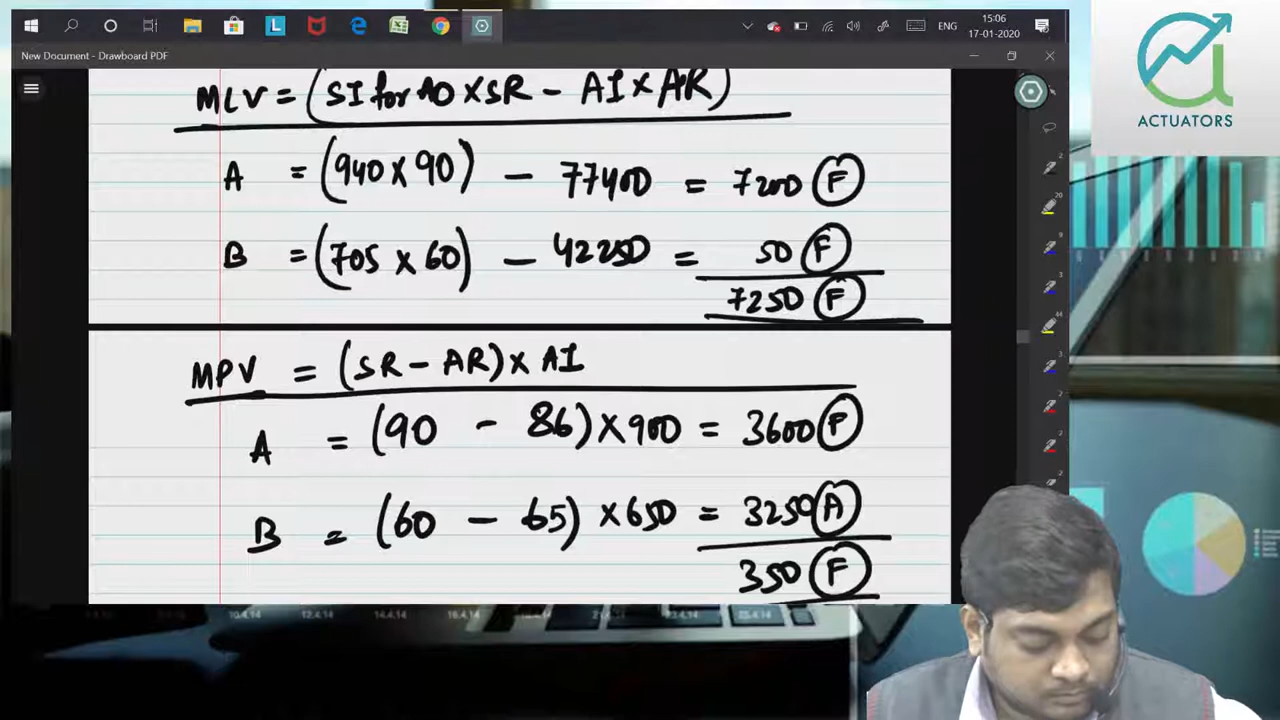 ENG
15:06
17-01-2020
New Document - Drawboard PDF
ACTUATORS
MCV = (SI for AO × SR - AI × AR)
A = (940 × 90) - 77400 = 7200 F
B = (705 × 60) - 42250 = 50 F
7250 F
MPV = (SR - AR) × AI
A = (90 - 86) × 900 = 3600 F
B = (60 - 65) × 650 = 3250 A
350 F